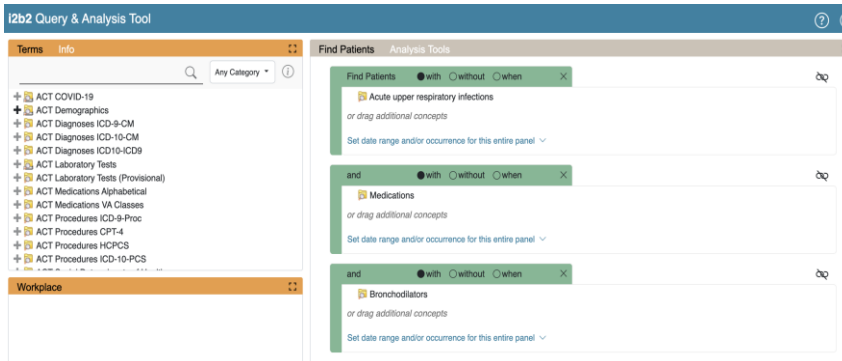 i2b2 Query & Analysis Tool
?
Terms Info
Any Category
i
ACT COVID-19
ACT Demographics
ACT Diagnoses ICD-9-CM
ACT Diagnoses ICD-10-CM
ACT Diagnoses ICD10-ICD9
ACT Laboratory Tests
ACT Laboratory Tests (Provisional)
ACT Medications Alphabetical
ACT Medications VA Classes
ACT Procedures ICD-9-Proc
ACT Procedures CPT-4
ACT Procedures HCPCS
ACT Procedures ICD-10-PCS
Workplace
Find Patients Analysis Tools
Find Patients with without when X
Acute upper respiratory infections
or drag additional concepts
Set date range and/or occurrence for this entire panel
and with without when X
Medications
or drag additional concepts
Set date range and/or occurrence for this entire panel
and with without when X
Bronchodilators
or drag additional concepts
Set date range and/or occurrence for this entire panel